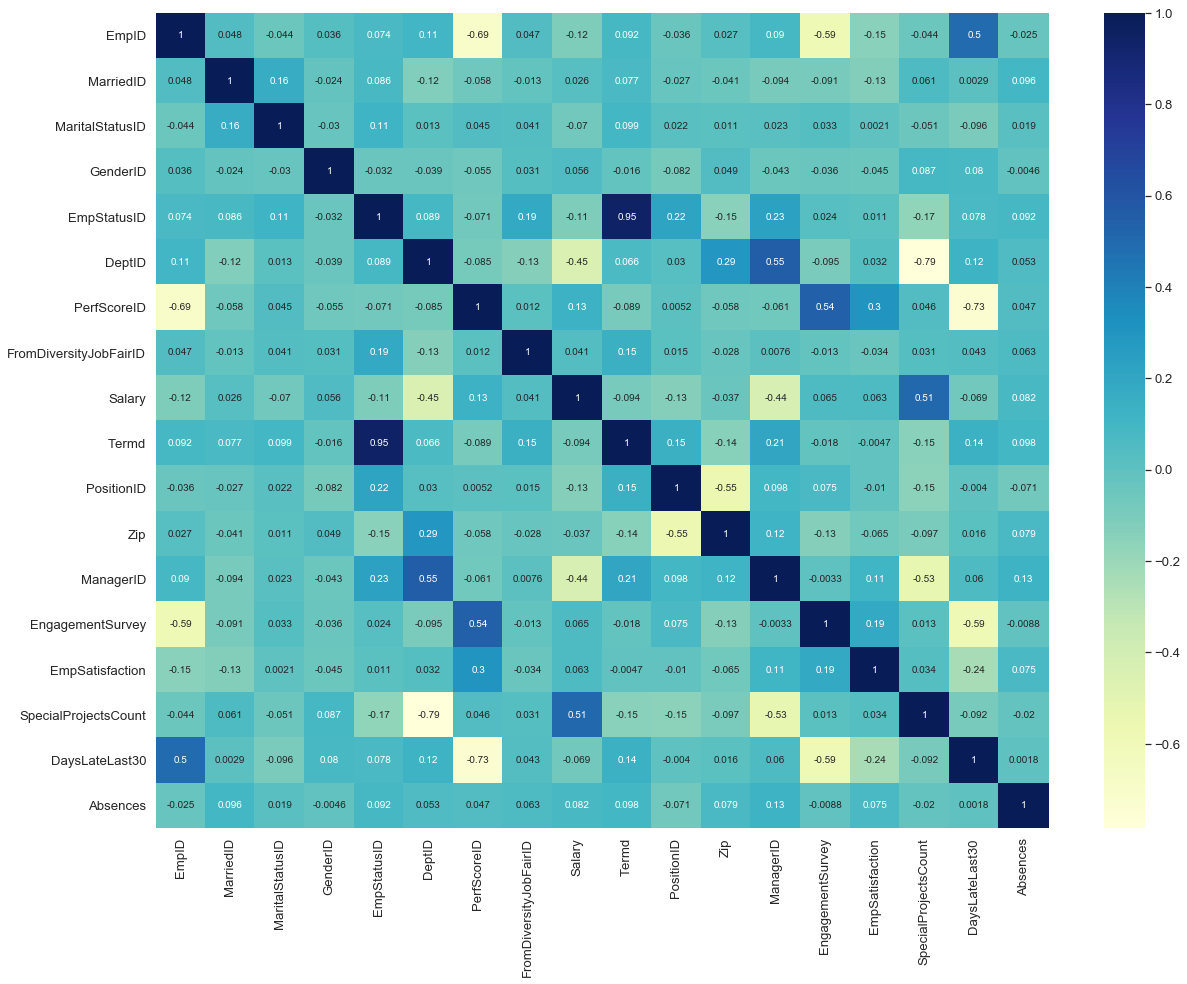 EmpID 1 0.048 -0.044 0.036 0.074 0.11 -0.69 0.047 -0.12 0.092 -0.036 0.027 0.09 -0.59 -0.15 -0.044 0.5 -0.025
MarriedID 0.048 1 0.16 -0.024 0.086 -0.12 -0.058 -0.013 0.026 0.077 -0.027 -0.041 -0.094 -0.091 -0.13 0.061 0.0029 0.096
MaritalStatusID -0.044 0.16 1 -0.03 0.11 0.013 0.045 0.041 -0.07 0.099 0.022 0.011 0.023 0.033 0.0021 -0.051 -0.096 0.019
GenderID 0.036 -0.024 -0.03 1 -0.032 -0.039 -0.055 0.031 0.056 -0.016 -0.082 0.049 -0.043 -0.036 -0.045 0.087 0.08 -0.0046
EmpStatusID 0.074 0.086 0.11 -0.032 1 0.089 -0.071 0.19 -0.11 0.95 0.22 -0.15 0.23 0.024 0.011 -0.17 0.078 0.092
DeptID 0.11 -0.12 0.013 -0.039 0.089 1 -0.085 -0.13 -0.45 0.066 0.03 0.29 0.55 -0.095 0.032 -0.79 0.12 0.053
PerfScoreID -0.69 -0.058 0.045 -0.055 -0.071 -0.085 1 0.012 0.13 -0.089 0.0052 -0.058 -0.061 0.54 0.3 0.046 -0.73 0.047
FromDiversityJobFairID 0.047 -0.013 0.041 0.031 0.19 -0.13 0.012 1 0.041 0.15 0.015 -0.028 0.0076 -0.013 -0.034 0.031 0.043 0.063
Salary -0.12 0.026 -0.07 0.056 -0.11 -0.45 0.13 0.041 1 -0.094 -0.13 -0.037 -0.44 0.065 0.063 0.51 -0.069 0.082
Termd 0.092 0.077 0.099 -0.016 0.95 0.066 -0.089 0.15 -0.094 1 0.15 -0.14 0.21 -0.018 -0.0047 -0.15 0.14 0.098
PositionID -0.036 -0.027 0.022 -0.082 0.22 0.03 0.0052 0.015 -0.13 0.15 1 -0.55 0.098 0.075 -0.01 -0.15 -0.004 -0.071
Zip 0.027 -0.041 0.011 0.049 -0.15 0.29 -0.058 -0.028 -0.037 -0.14 -0.55 1 0.12 -0.13 -0.065 -0.097 0.016 0.079
ManagerID 0.09 -0.094 0.023 -0.043 0.23 0.55 -0.061 0.0076 -0.44 0.21 0.098 0.12 1 -0.0033 0.11 -0.53 0.06 0.13
EngagementSurvey -0.59 -0.091 0.033 -0.036 0.024 -0.095 0.54 -0.013 0.065 -0.018 0.075 -0.13 -0.0033 1 0.19 0.013 -0.59 -0.0088
EmpSatisfaction -0.15 -0.13 0.0021 -0.045 0.011 0.032 0.3 -0.034 0.063 -0.0047 -0.01 -0.065 0.11 0.19 1 0.034 -0.24 0.075
SpecialProjectsCount -0.044 0.061 -0.051 0.087 -0.17 -0.79 0.046 0.031 0.51 -0.15 -0.15 -0.097 -0.53 0.013 0.034 1 -0.092 -0.02
DaysLateLast30 0.5 0.0029 -0.096 0.08 0.078 0.12 -0.73 0.043 -0.069 0.14 -0.004 0.016 0.06 -0.59 -0.24 -0.092 1 0.0018
Absences -0.025 0.096 0.019 -0.0046 0.092 0.053 0.047 0.063 0.082 0.098 -0.071 0.079 0.13 -0.0088 0.075 -0.02 0.0018 1
EmpID
MarriedID
MaritalStatusID
GenderID
EmpStatusID
DeptID
PerfScoreID
FromDiversityJobFairID
Salary
Termd
PositionID
Zip
ManagerID
EngagementSurvey
EmpSatisfaction
SpecialProjectsCount
DaysLateLast30
Absences
1.0
0.8
0.6
0.4
0.2
0.0
−0.2
−0.4
−0.6